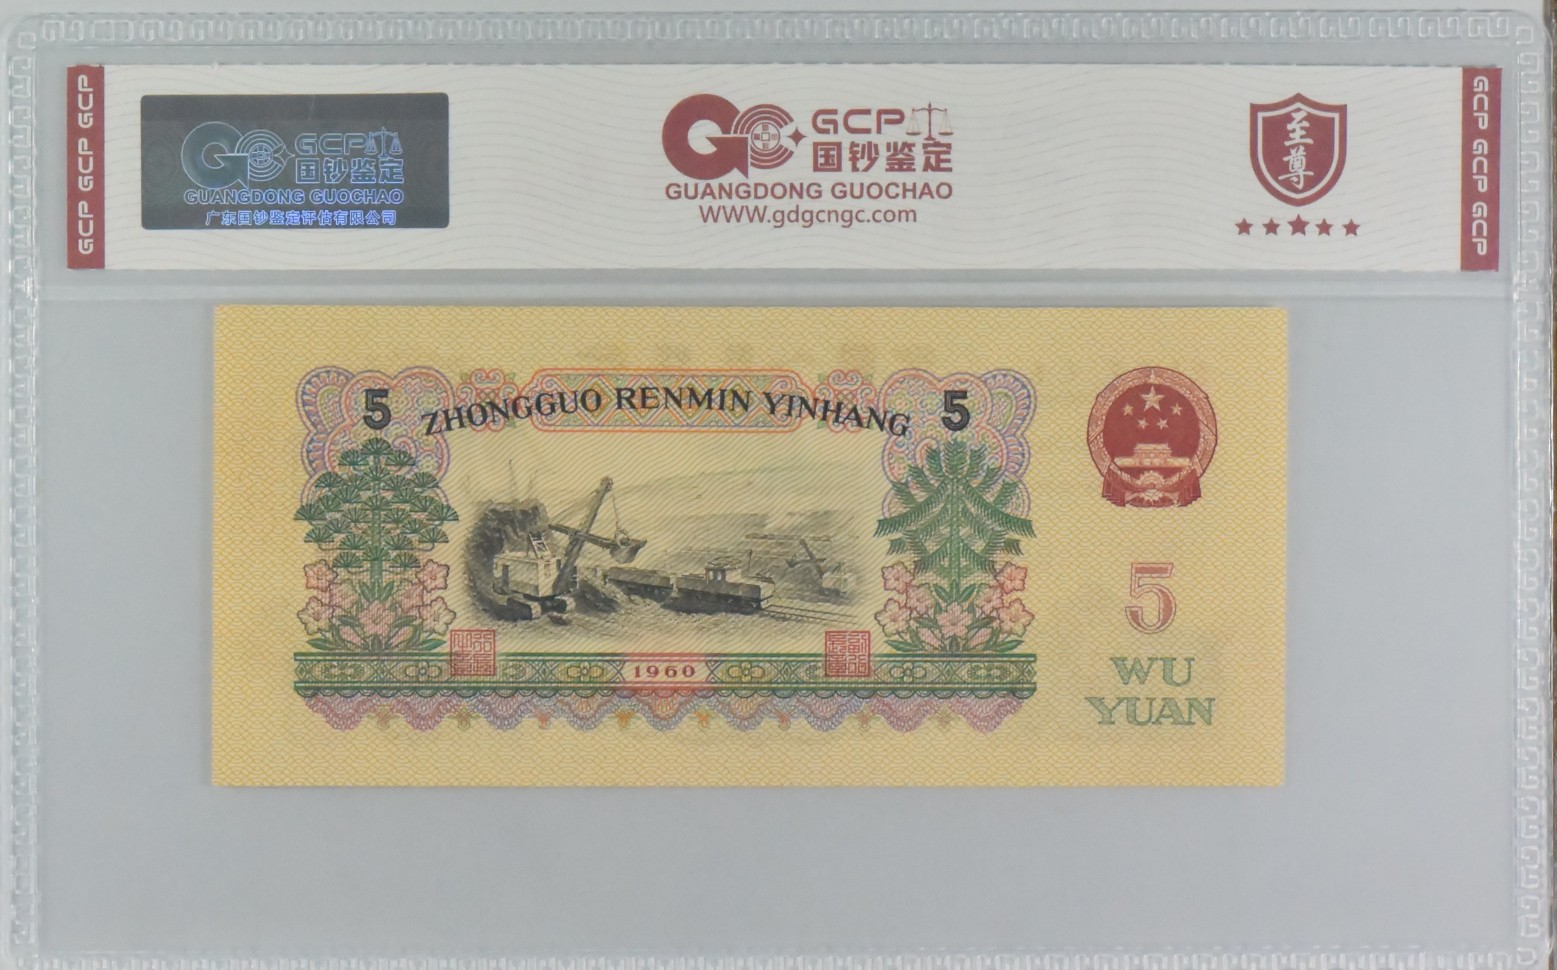 GCP GCP GCP
GCP
国钞鉴定
GUANGDONG GUOCHAO
广东国钞鉴定评估有限公司
GCP
国钞鉴定
GUANGDONG GUOCHAO
WWW.gdgcngc.com
至尊
GCP GCP GCP
5 ZHONGGUO RENMIN YINHANG 5
5
1960
WU
YUAN